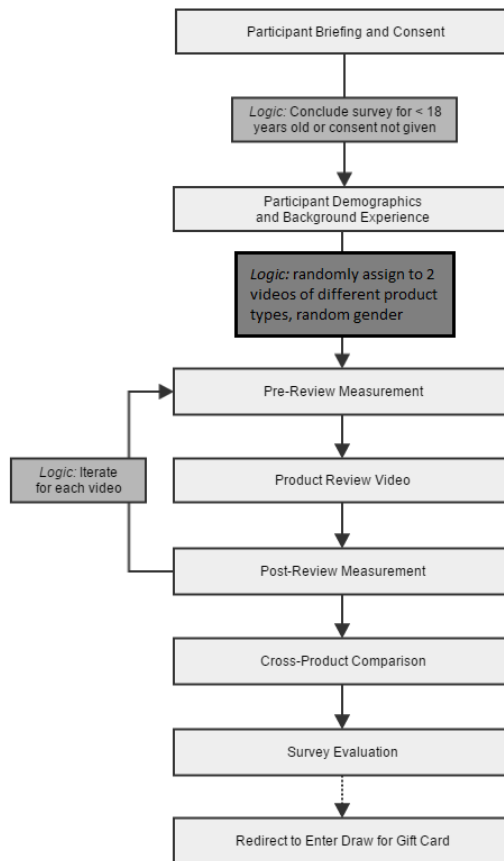 Participant Briefing and Consent
Logic: Conclude survey for < 18
years old or consent not given
Participant Demographics
and Background Experience
Logic: randomly assign to 2
videos of different product
types, random gender
Pre-Review Measurement
Logic: Iterate
for each video
Product Review Video
Post-Review Measurement
Cross-Product Comparison
Survey Evaluation
Redirect to Enter Draw for Gift Card